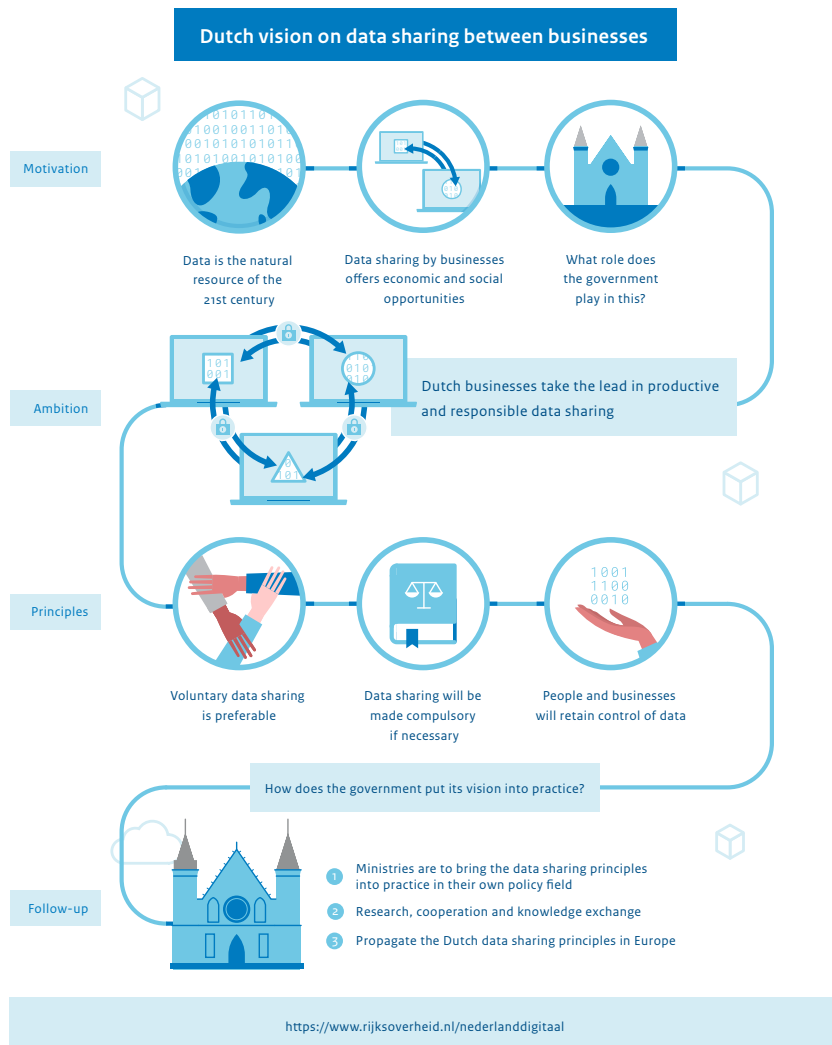 Dutch vision on data sharing between businesses
Motivation
Data is the natural
resource of the
21st century
Data sharing by businesses
offers economic and social
opportunities
What role does
the government
play in this?
Ambition
101
001
010
Dutch businesses take the lead in productive
and responsible data sharing
Principles
1001
1100
0010
Voluntary data sharing
is preferable
Data sharing will be
made compulsory
if necessary
People and businesses
will retain control of data
How does the government put its vision into practice?
Follow-up
1 Ministries are to bring the data sharing principles
into practice in their own policy field
2 Research, cooperation and knowledge exchange
3 Propagate the Dutch data sharing principles in Europe
https://www.rijksoverheid.nl/nederlanddigitaal